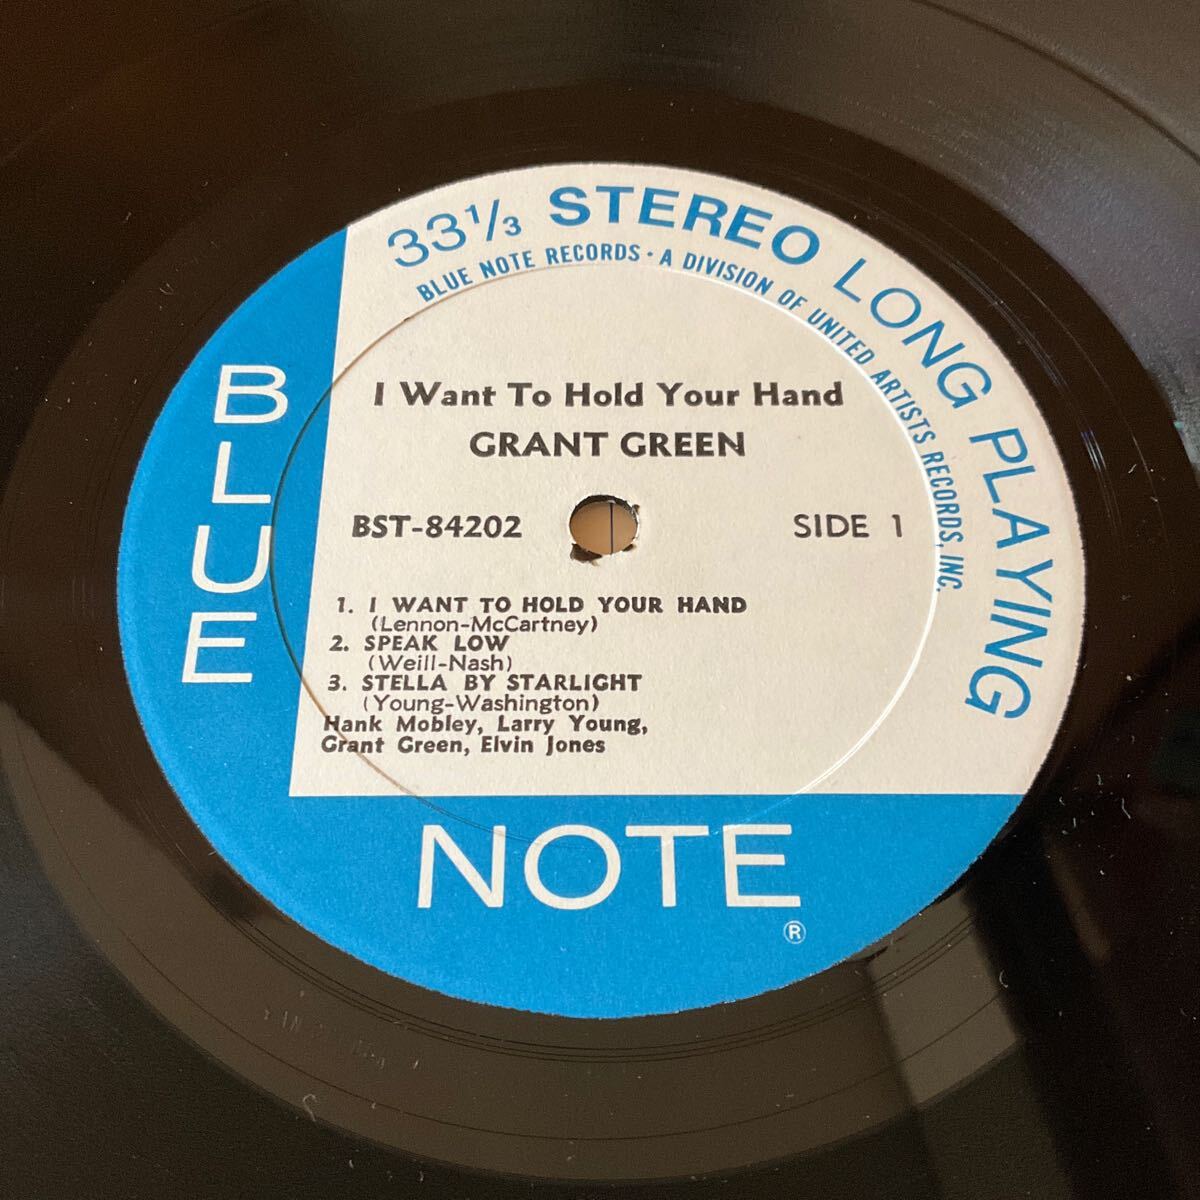 33⅓ STEREO LONG PLAYING
BLUE NOTE RECORDS · A DIVISION OF UNITED ARTISTS RECORDS, INC.
BLUE
I Want To Hold Your Hand
GRANT GREEN
BST-84202
SIDE 1
1. I WANT TO HOLD YOUR HAND
(Lennon-McCartney)
2. SPEAK LOW
(Weill-Nash)
3. STELLA BY STARLIGHT
(Young-Washington)
Hank Mobley, Larry Young,
Grant Green, Elvin Jones
NOTE
®